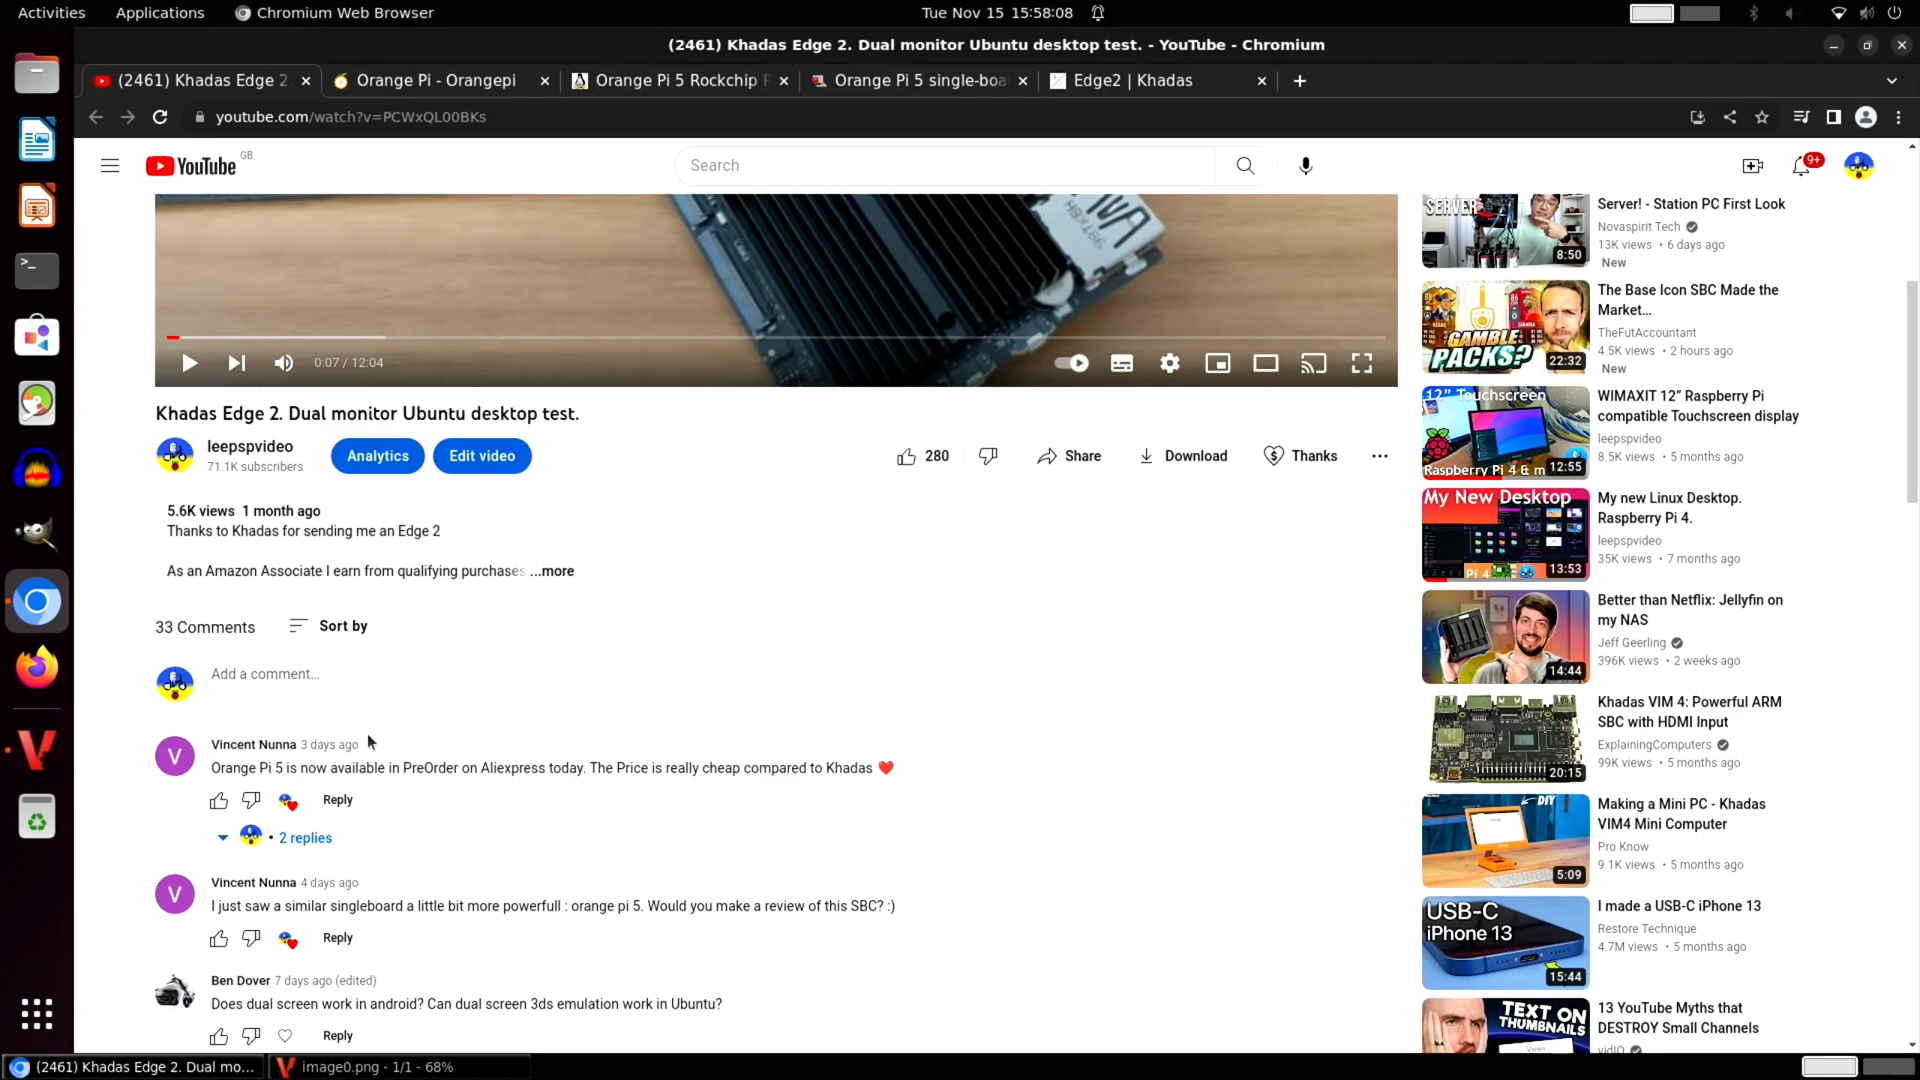 Activities Applications Chromium Web Browser Tue Nov 15 15:58:08
(2461) Khadas Edge 2. Dual monitor Ubuntu desktop test. - YouTube - Chromium
(2461) Khadas Edge 2 Orange Pi - Orangepi Orange Pi 5 Rockchip Orange Pi 5 single-boa Edge2 | Khadas
youtube.com/watch?v=PCWxQL00BKs
YouTube GB
Search
9+
0:07 / 12:04
Khadas Edge 2. Dual monitor Ubuntu desktop test.
leepspvideo
71.1K subscribers
Analytics Edit video
280 Share Download Thanks
5.6K views 1 month ago
Thanks to Khadas for sending me an Edge 2
As an Amazon Associate I earn from qualifying purchases ...more
33 Comments Sort by
Add a comment...
Vincent Nunna 3 days ago
Orange Pi 5 is now available in PreOrder on Aliexpress today. The Price is really cheap compared to Khadas ❤️
Reply
• 2 replies
Vincent Nunna 4 days ago
I just saw a similar singleboard a little bit more powerfull : orange pi 5. Would you make a review of this SBC? :)
Reply
Ben Dover 7 days ago (edited)
Does dual screen work in android? Can dual screen 3ds emulation work in Ubuntu?
Reply
SERVER
8:50
Server! - Station PC First Look
Novaspirit Tech
13K views • 6 days ago
New
GAMBLE
PACKS?
22:32
The Base Icon SBC Made the
Market...
TheFutAccountant
4.5K views • 2 hours ago
New
12" Touchscreen
Raspberry Pi 4 & m
12:55
WIMAXIT 12" Raspberry Pi
compatible Touchscreen display
leepspvideo
8.5K views • 5 months ago
My New Desktop
Pi 4
13:53
My new Linux Desktop.
Raspberry Pi 4.
leepspvideo
35K views • 7 months ago
14:44
Better than Netflix: Jellyfin on
my NAS
Jeff Geerling
396K views • 2 weeks ago
20:15
Khadas VIM 4: Powerful ARM
SBC with HDMI Input
ExplainingComputers
99K views • 5 months ago
DIY
5:09
Making a Mini PC - Khadas
VIM4 Mini Computer
Pro Know
9.1K views • 5 months ago
USB-C
iPhone 13
15:44
I made a USB-C iPhone 13
Restore Technique
4.7M views • 5 months ago
TEXT ON
THUMBNAILS
Views
13 YouTube Myths that
DESTROY Small Channels
vidIQ
(2461) Khadas Edge 2. Dual mo... image0.png - 1/1 - 68%